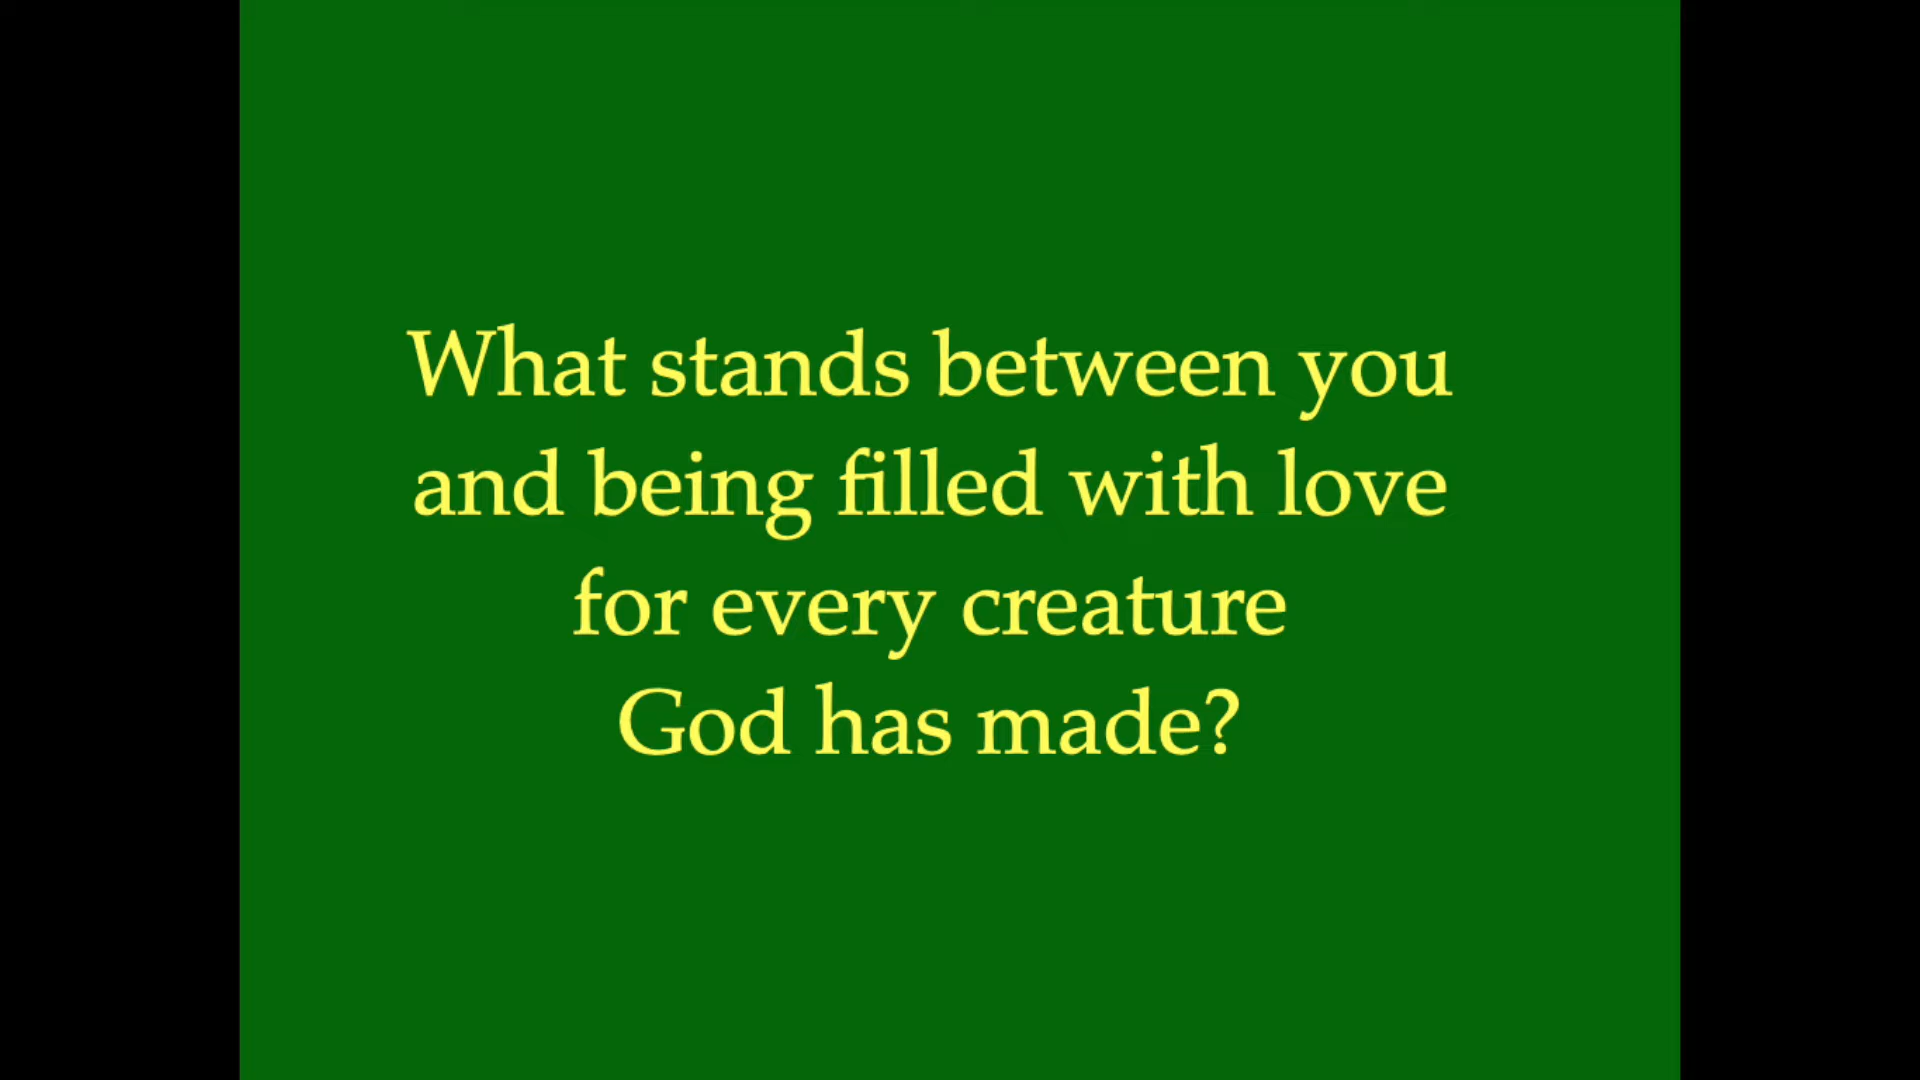 What stands between you
and being filled with love
for every creature
God has made?